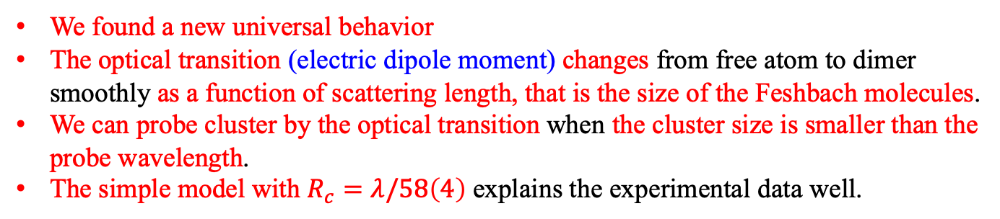 • We found a new universal behavior
• The optical transition (electric dipole moment) changes from free atom to dimer
smoothly as a function of scattering length, that is the size of the Feshbach molecules.
• We can probe cluster by the optical transition when the cluster size is smaller than the
probe wavelength.
• The simple model with 𝑅𝑐 = 𝜆/58(4) explains the experimental data well.